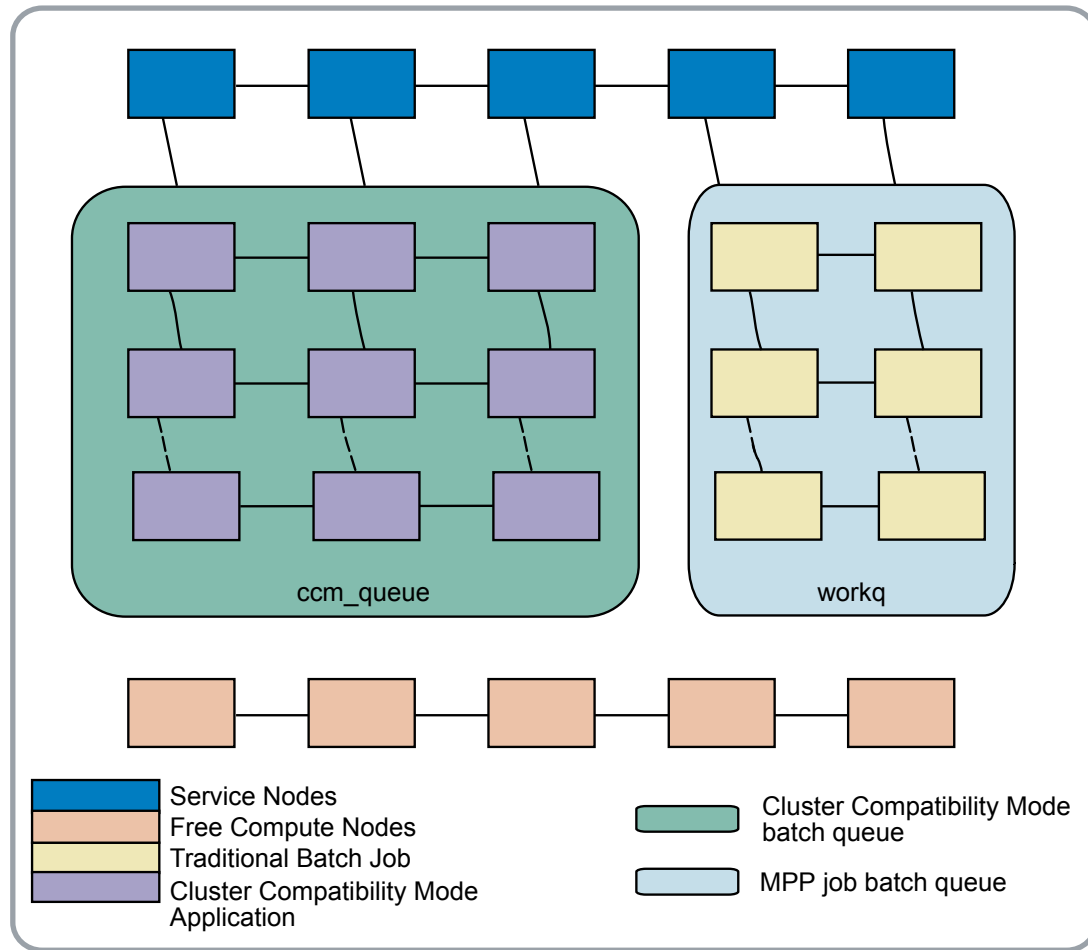 ccm_queue
workq
Service Nodes
Free Compute Nodes
Traditional Batch Job
Cluster Compatibility Mode
Application
Cluster Compatibility Mode
batch queue
MPP job batch queue